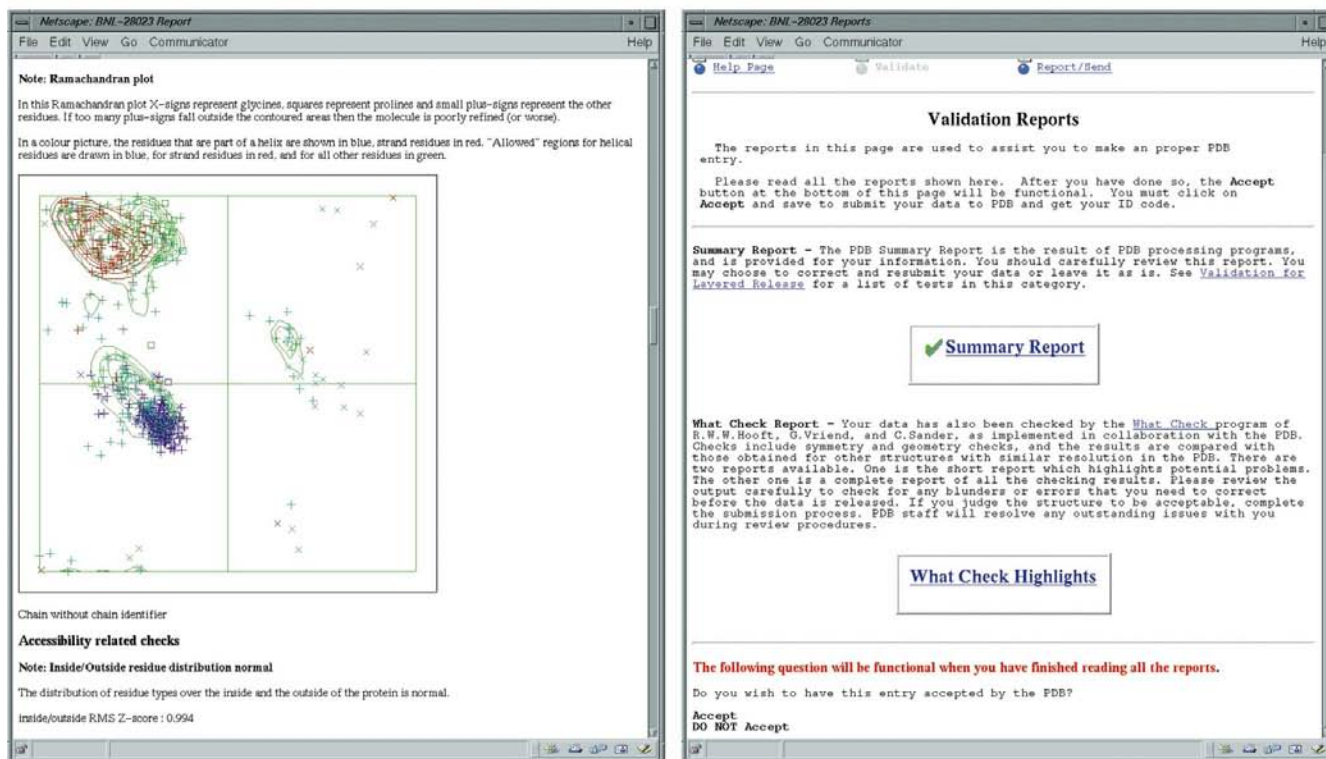 Netscape: BNL-28023 Report
File Edit View Go Communicator Help
Note: Ramachandran plot
In this Ramachandran plot X-signs represent glycines, squares represent prolines and small plus-signs represent the other
residues. If too many plus-signs fall outside the contoured areas then the molecule is poorly refined (or worse).
In a colour picture, the residues that are part of a helix are shown in blue, strand residues in red. "Allowed" regions for helical
residues are drawn in blue, for strand residues in red, and for all other residues in green.
Chain without chain identifier
Accessibility related checks
Note: Inside/Outside residue distribution normal
The distribution of residue types over the inside and the outside of the protein is normal.
inside/outside RMS Z-score : 0.994
Netscape: BNL-28023 Reports
File Edit View Go Communicator Help
Help Page Validate Report/Send
Validation Reports
The reports in this page are used to assist you to make an proper PDB
entry.
Please read all the reports shown here. After you have done so, the Accept
button at the bottom of this page will be functional. You must click on
Accept and save to submit your data to PDB and get your ID code.
Summary Report - The PDB Summary Report is the result of PDB processing programs,
and is provided for your information. You should carefully review this report. You
may choose to correct and resubmit your data or leave it as is. See Validation for
Layered Release for a list of tests in this category.
Summary Report
What Check Report - Your data has also been checked by the What Check program of
R.W.W.Hooft, G.Vriend, and C.Sander, as implemented in collaboration with the PDB.
Checks include symmetry and geometry checks, and the results are compared with
those obtained for other structures with similar resolution in the PDB. There are
two reports available. One is the short report which highlights potential problems.
The other one is a complete report of all the checking results. Please review the
output carefully to check for any blunders or errors that you need to correct
before the data is released. If you judge the structure to be acceptable, complete
the submission process. PDB staff will resolve any outstanding issues with you
during review procedures.
What Check Highlights
The following question will be functional when you have finished reading all the reports.
Do you wish to have this entry accepted by the PDB?
Accept
DO NOT Accept